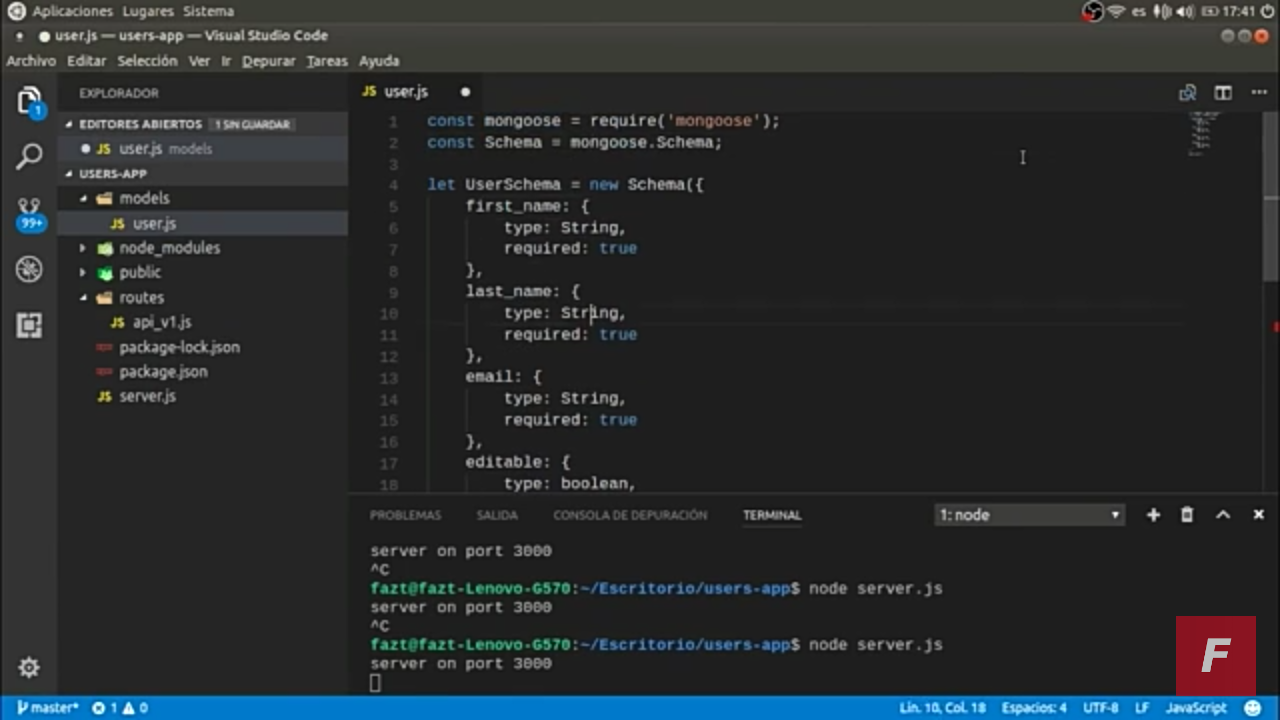 Aplicaciones Lugares Sistema es 17:41
user.js — users-app — Visual Studio Code
Archivo Editar Selección Ver Ir Depurar Tareas Ayuda
EXPLORADOR
EDITORES ABIERTOS 1 SIN GUARDAR
JS user.js models
USERS-APP
models
JS user.js
node_modules
public
routes
JS api_v1.js
package-lock.json
package.json
JS server.js
1
99+
JS user.js
1 const mongoose = require('mongoose');
2 const Schema = mongoose.Schema;
3
4 let UserSchema = new Schema({
5 first_name: {
6 type: String,
7 required: true
8 },
9 last_name: {
10 type: String,
11 required: true
12 },
13 email: {
14 type: String,
15 required: true
16 },
17 editable: {
18 type: boolean,
PROBLEMAS SALIDA CONSOLA DE DEPURACIÓN TERMINAL 1: node
server on port 3000
^C
fazt@fazt-Lenovo-G570:~/Escritorio/users-app$ node server.js
server on port 3000
^C
fazt@fazt-Lenovo-G570:~/Escritorio/users-app$ node server.js
server on port 3000
F
master* 1 0 Lín. 10, Col. 18 Espacios: 4 UTF-8 LF JavaScript